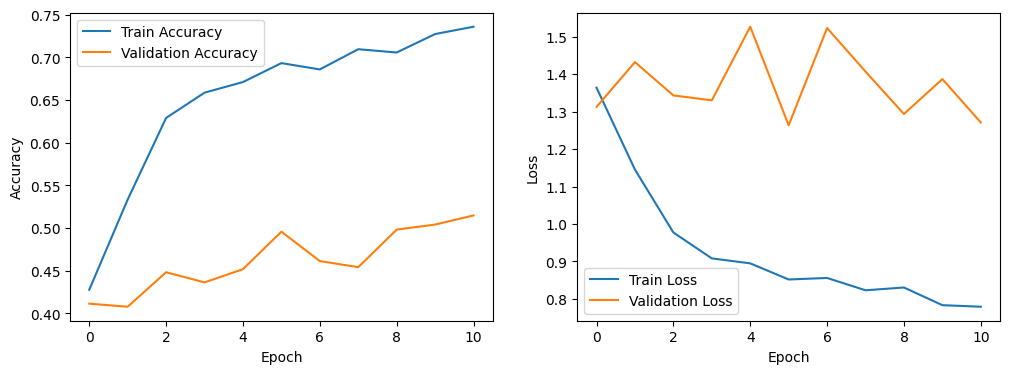 Train Accuracy
Validation Accuracy
0.75
0.70
0.65
0.60
0.55
0.50
0.45
0.40
Accuracy
0 2 4 6 8 10
Epoch
1.5
1.4
1.3
1.2
1.1
1.0
0.9
0.8
Loss
Train Loss
Validation Loss
0 2 4 6 8 10
Epoch